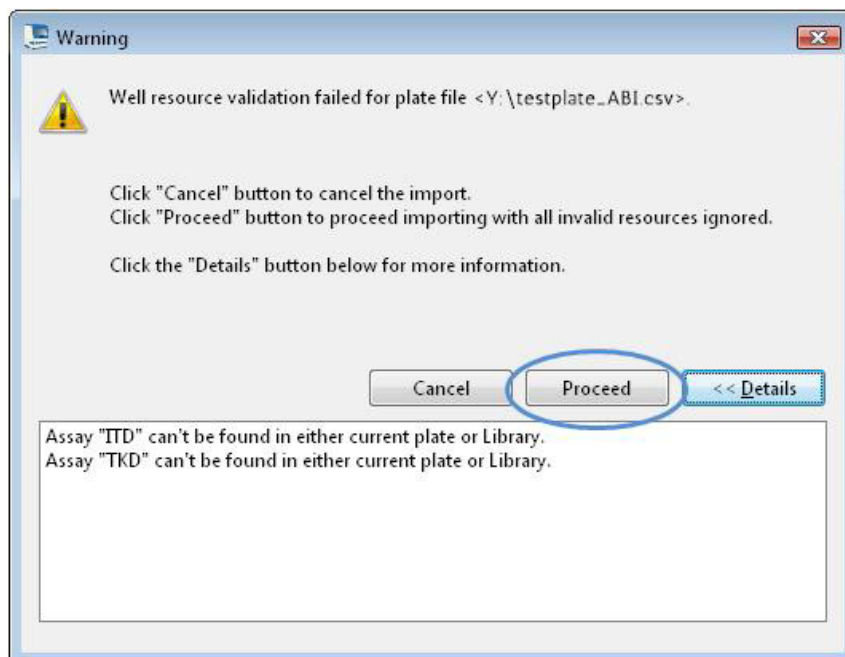 Warning
Well resource validation failed for plate file <Y:\testplate_ABI.csv>.
Click "Cancel" button to cancel the import.
Click "Proceed" button to proceed importing with all invalid resources ignored.
Click the "Details" button below for more information.
Cancel Proceed << Details
Assay "ITD" can't be found in either current plate or Library.
Assay "TKD" can't be found in either current plate or Library.